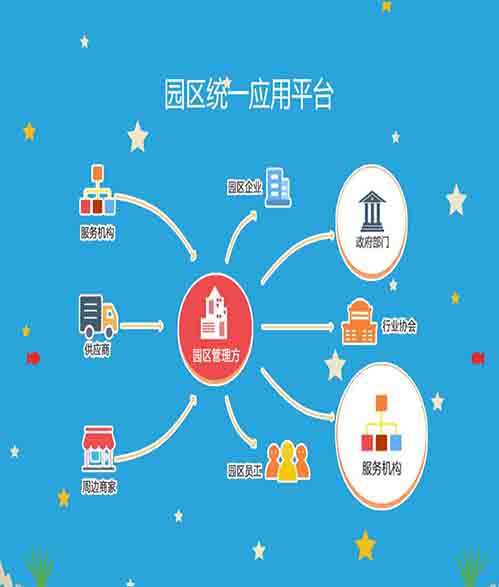 园区统一应用平台
园区企业
服务机构
政府部门
供应商
园区管理方
行业协会
周边商家
园区员工
服务机构